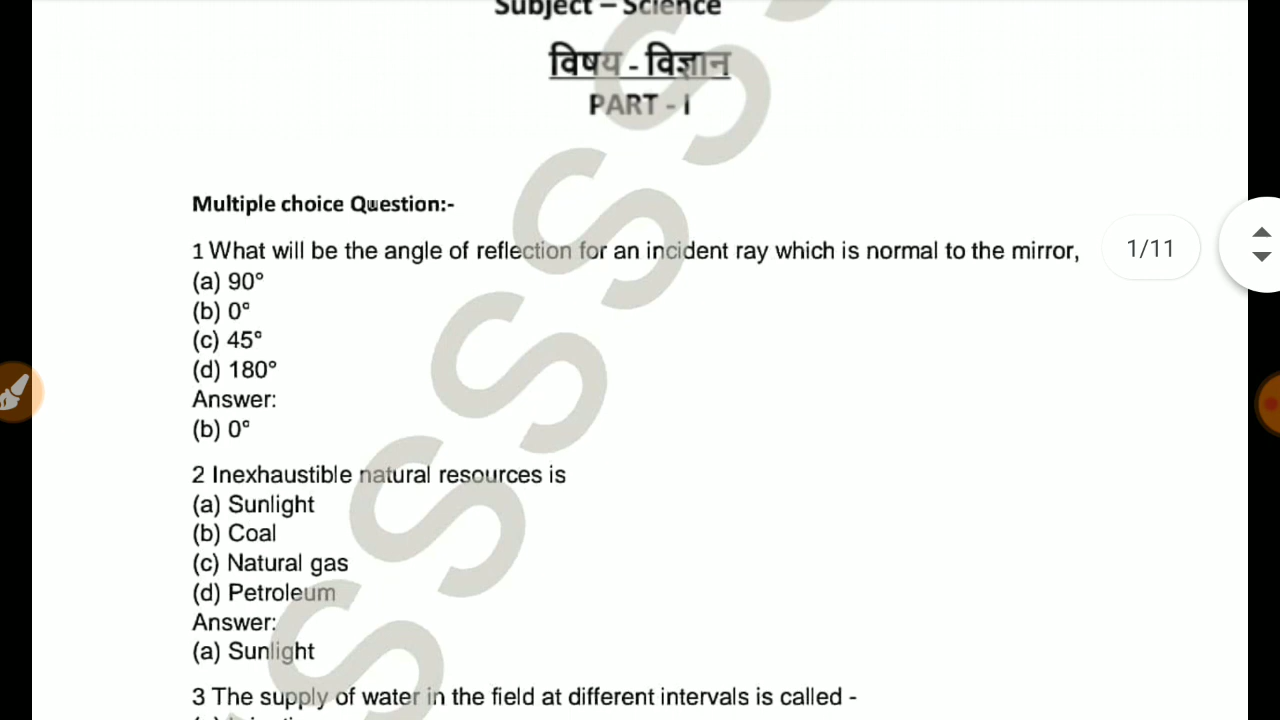 Subject – Science
विषय - विज्ञान
PART - I
Multiple choice Question:-
1 What will be the angle of reflection for an incident ray which is normal to the mirror,
(a) 90°
(b) 0°
(c) 45°
(d) 180°
Answer:
(b) 0°
2 Inexhaustible natural resources is
(a) Sunlight
(b) Coal
(c) Natural gas
(d) Petroleum
Answer:
(a) Sunlight
3 The supply of water in the field at different intervals is called -
1/11
SSSSS